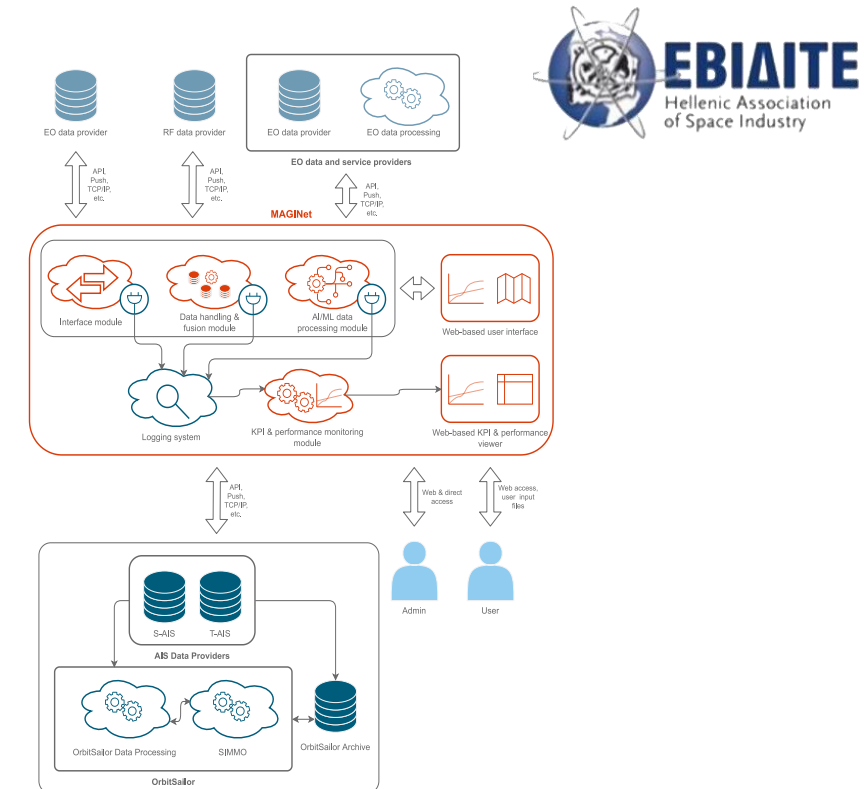 ΕΒΙΔΙΤΕ
Hellenic Association
of Space Industry
EO data provider
RF data provider
EO data provider
EO data processing
EO data and service providers
API,
Push,
TCP/IP,
etc.
API,
Push,
TCP/IP,
etc.
API,
Push,
TCP/IP,
etc.
MAGINet
Interface module
Data handling &
fusion module
AI/ML data
processing module
Web-based user interface
Logging system
KPI & performance monitoring
module
Web-based KPI & performance
viewer
API,
Push,
TCP/IP,
etc.
Web & direct
access
Web access,
user input
files
Admin
User
S-AIS
T-AIS
AIS Data Providers
OrbitSailor Data Processing
SIMMO
OrbitSailor Archive
OrbitSailor